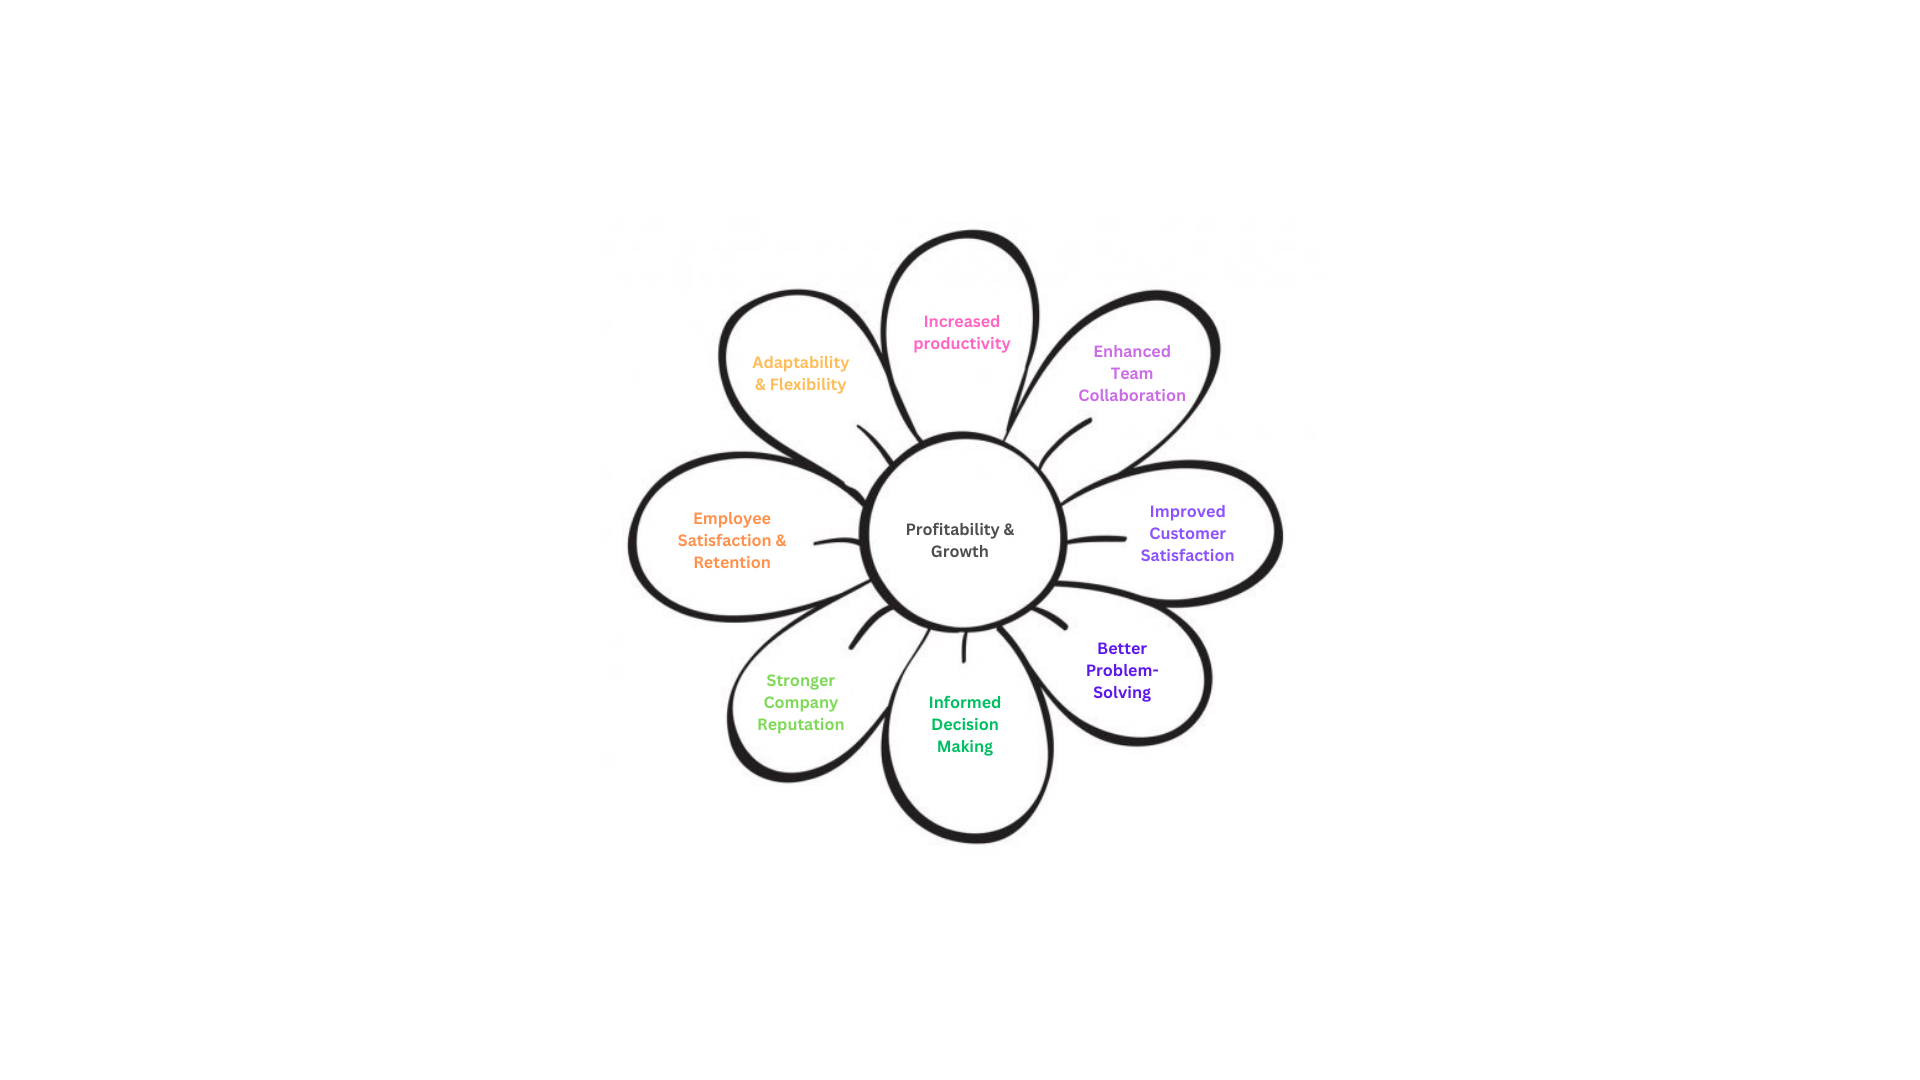 Increased
productivity
Enhanced
Team
Collaboration
Improved
Customer
Satisfaction
Better
Problem-
Solving
Informed
Decision
Making
Stronger
Company
Reputation
Employee
Satisfaction &
Retention
Adaptability
& Flexibility
Profitability &
Growth